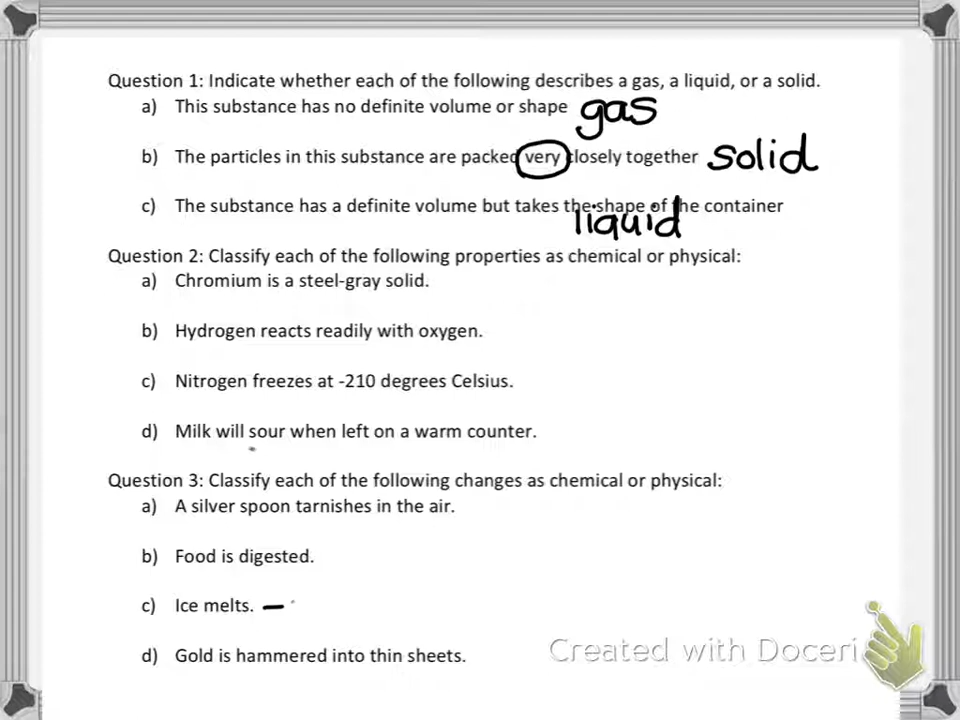 Question 1: Indicate whether each of the following describes a gas, a liquid, or a solid.
a) This substance has no definite volume or shape gas
b) The particles in this substance are packed very closely together solid
c) The substance has a definite volume but takes the shape of the container
liquid
Question 2: Classify each of the following properties as chemical or physical:
a) Chromium is a steel-gray solid.
b) Hydrogen reacts readily with oxygen.
c) Nitrogen freezes at -210 degrees Celsius.
d) Milk will sour when left on a warm counter.
Question 3: Classify each of the following changes as chemical or physical:
a) A silver spoon tarnishes in the air.
b) Food is digested.
c) Ice melts. –
d) Gold is hammered into thin sheets.
Created with Doceri